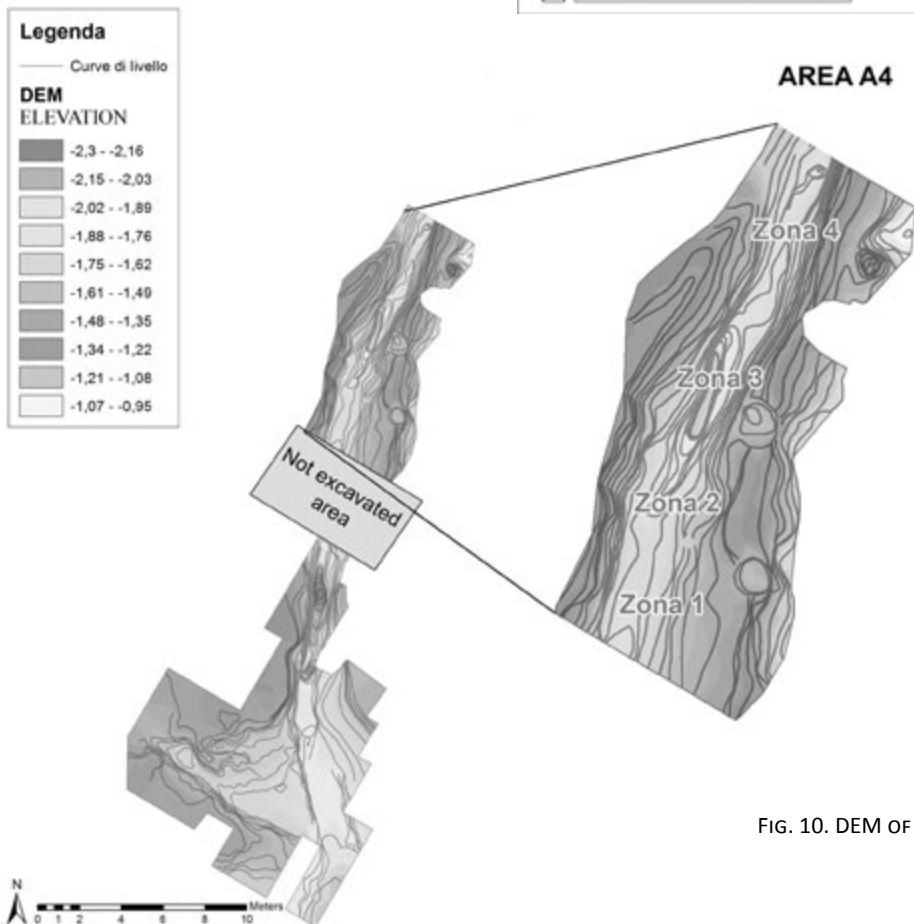 Legenda
Curve di livello
DEM
ELEVATION
-2,3 - -2,16
-2,15 - -2,03
-2,02 - -1,89
-1,88 - -1,76
-1,75 - -1,62
-1,61 - -1,49
-1,48 - -1,35
-1,34 - -1,22
-1,21 - -1,08
-1,07 - -0,95
AREA A4
Zona 4
Zona 3
Zona 2
Zona 1
Not excavated
area
FIG. 10. DEM OF
N
0 1 2 4 6 8 10 Meters